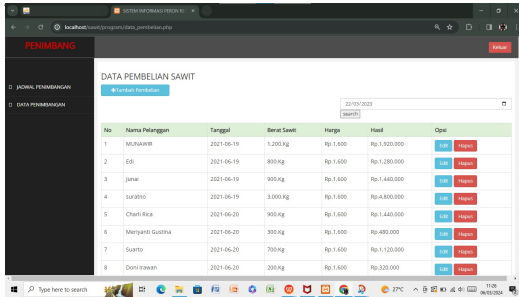 SISTEM INFORMASI PERON RI
localhost/sawit/program/data_pembelian.php
PENIMBANG
Keluar
JADWAL PENIMBANGAN
DATA PENIMBANGAN
DATA PEMBELIAN SAWIT
Tambah Pembelian
22/03/2023
search
No Nama Pelanggan Tanggal Berat Sawit Harga Hasil Opsi
1 MUNAWIR 2021-06-19 1,200.Kg Rp.1.600 Rp.1.920.000 Edit Hapus
2 Edi 2021-06-19 800.Kg Rp.1.600 Rp.1.280.000 Edit Hapus
3 Junai 2021-06-19 900.Kg Rp.1.600 Rp.1.440.000 Edit Hapus
4 suratno 2021-06-19 3.000.Kg Rp.1.600 Rp.4.800.000 Edit Hapus
5 Charli Rica 2021-06-20 900.Kg Rp.1.600 Rp.1.440.000 Edit Hapus
6 Meriyanti Gustina 2021-06-20 300.Kg Rp.1.600 Rp.480.000 Edit Hapus
7 Suarto 2021-06-20 700.Kg Rp.1.600 Rp.1.120.000 Edit Hapus
8 Doni Irawan 2021-06-20 200.Kg Rp.1.600 Rp.320.000 Edit Hapus
Type here to search
27°C
11:26
06/01/2024